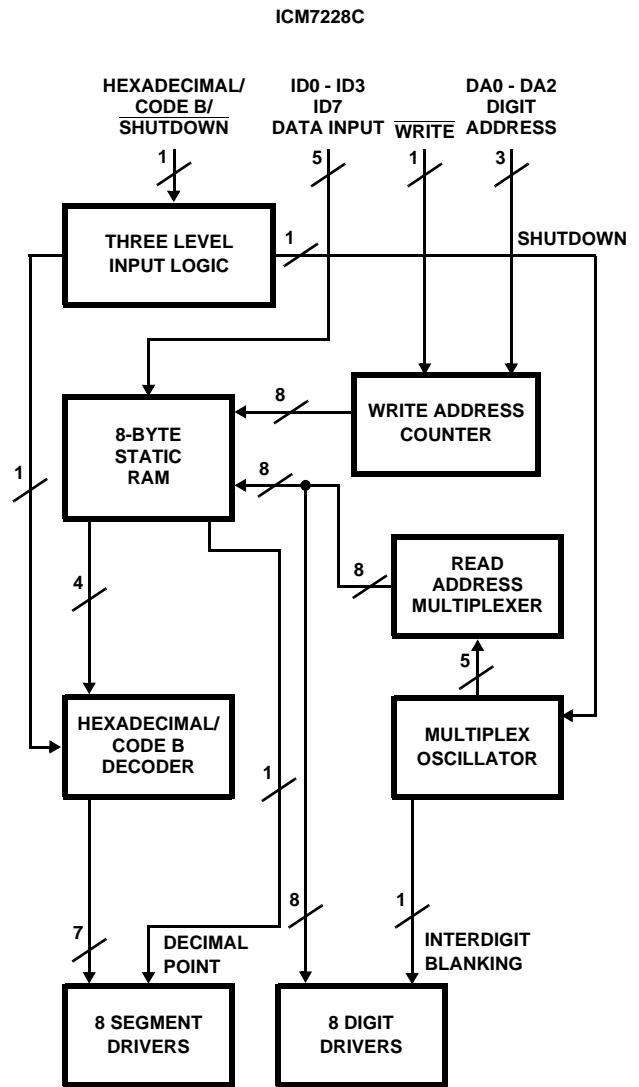 ICM7228C
HEXADECIMAL/
CODE B/
SHUTDOWN
ID0 - ID3
ID7
DATA INPUT
WRITE
DA0 - DA2
DIGIT
ADDRESS
1
5
1
3
THREE LEVEL
INPUT LOGIC
1
SHUTDOWN
8-BYTE
STATIC
RAM
8
WRITE ADDRESS
COUNTER
1
8
4
8
READ
ADDRESS
MULTIPLEXER
5
HEXADECIMAL/
CODE B
DECODER
1
MULTIPLEX
OSCILLATOR
7
DECIMAL
POINT
8
1
INTERDIGIT
BLANKING
8 SEGMENT
DRIVERS
8 DIGIT
DRIVERS